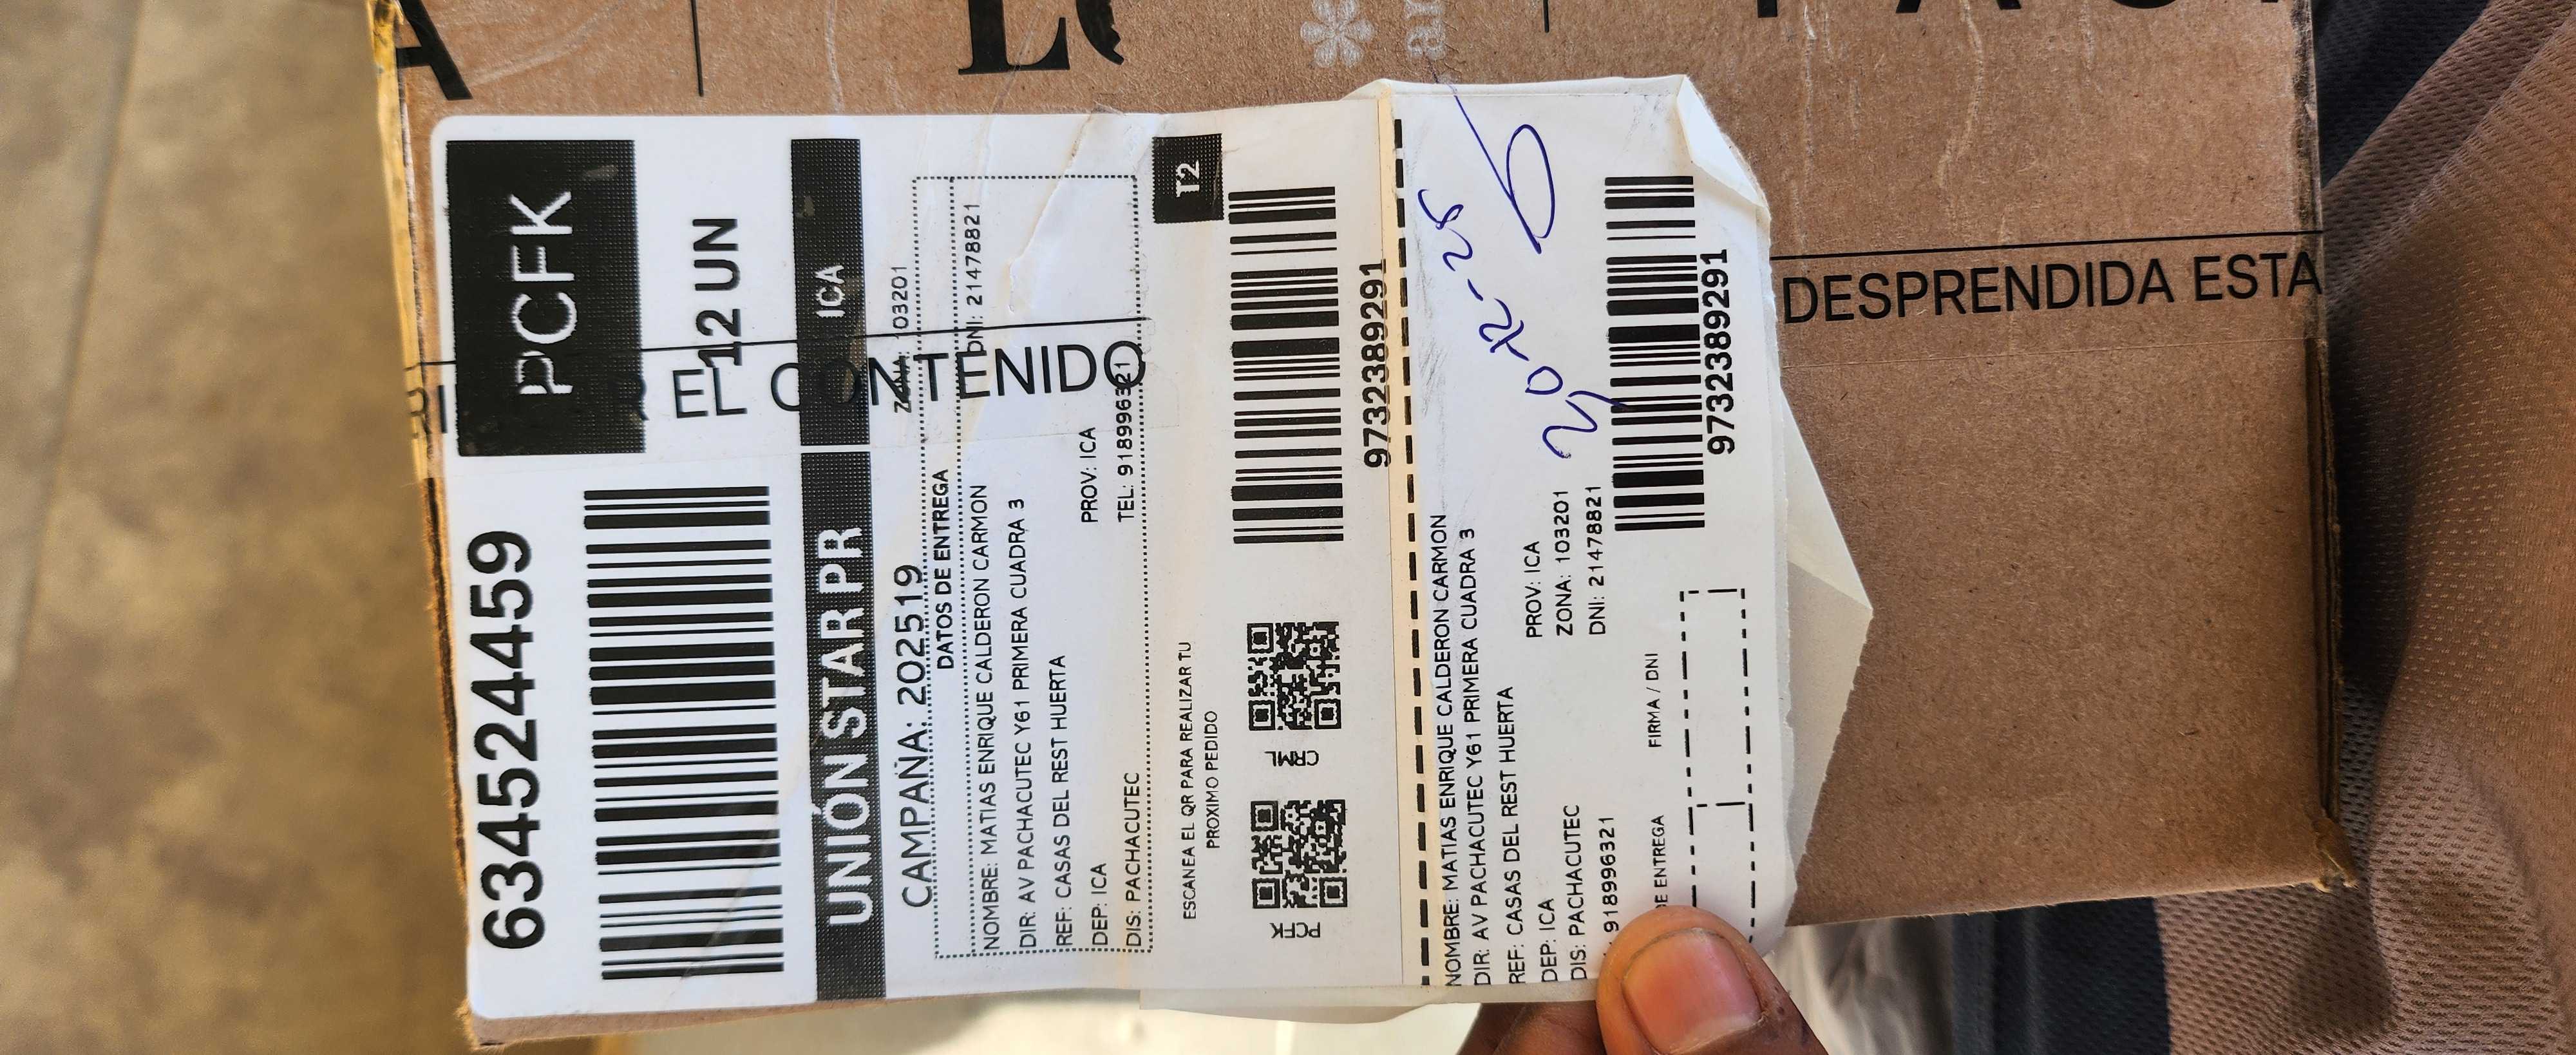 6345244459
PCFK
EL CONTENIDO
12 UN
UNIÓN STAR PR
ICA
CAMPAÑA: 202519
ZONA: 103201
DATOS DE ENTREGA
NOMBRE: MATIAS ENRIQUE CALDERON CARMON
DNI: 21478821
DIR: AV PACHACUTEC Y61 PRIMERA CUADRA 3
REF: CASAS DEL REST HUERTA
DEP: ICA
PROV: ICA
DIS: PACHACUTEC
TEL: 918996321
T2
ESCANEA EL QR PARA REALIZAR TU
PROXIMO PEDIDO
PCFK
9732389291
NOMBRE: MATIAS ENRIQUE CALDERON CARMON
DIR: AV PACHACUTEC Y61 PRIMERA CUADRA 3
REF: CASAS DEL REST HUERTA
DEP: ICA
PROV: ICA
DIS: PACHACUTEC
ZONA: 103201
918996321
DNI: 21478821
DE ENTREGA
FIRMA / DNI
9732389291
DESPRENDIDA ESTA